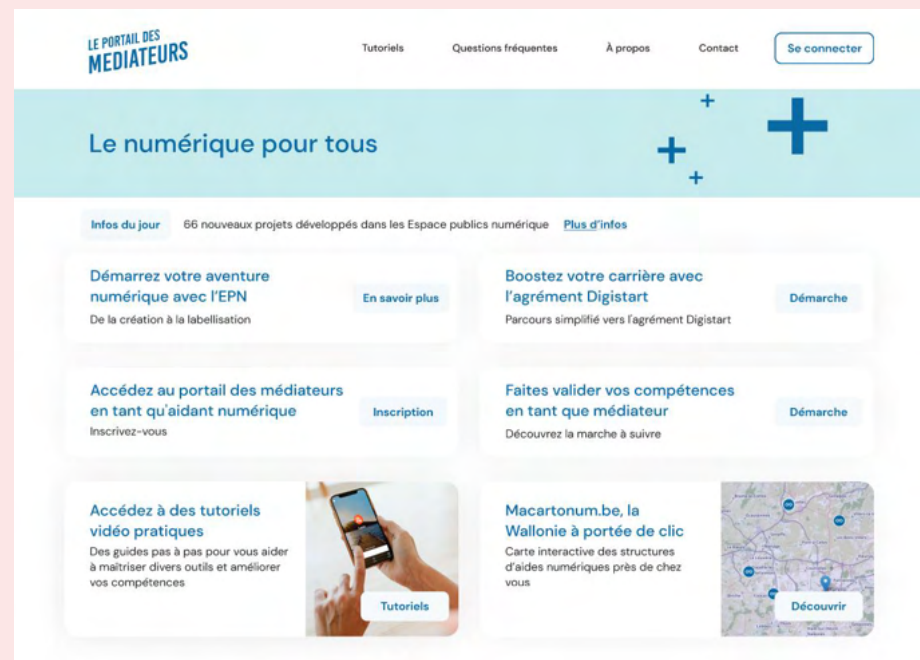 LE PORTAIL DES
MEDIATEURS
Tutoriels
Questions fréquentes
À propos
Contact
Se connecter
Le numérique pour tous
Infos du jour
66 nouveaux projets développés dans les Espace publics numérique
Plus d'infos
Démarrez votre aventure
numérique avec l'EPN
De la création à la labellisation
En savoir plus
Boostez votre carrière avec
l'agrément Digistart
Parcours simplifié vers l'agrément Digistart
Démarche
Accédez au portail des médiateurs
en tant qu'aidant numérique
Inscrivez-vous
Inscription
Faites valider vos compétences
en tant que médiateur
Découvrez la marche à suivre
Démarche
Accédez à des tutoriels
vidéo pratiques
Des guides pas à pas pour vous aider
à maîtriser divers outils et améliorer
vos compétences
Tutoriels
Macartonum.be, la
Wallonie à portée de clic
Carte interactive des structures
d'aides numériques près de chez
vous
Découvrir